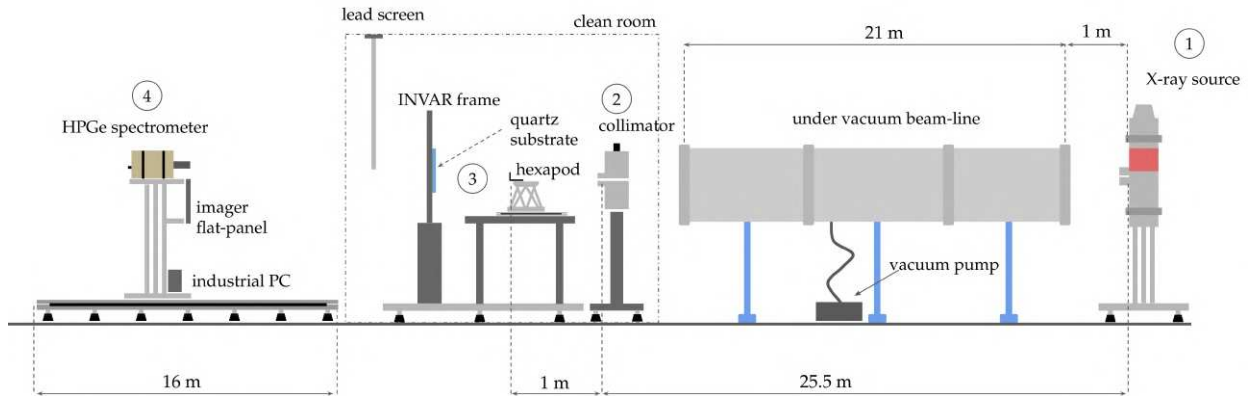 lead screen
clean room
21 m
1 m
1
X-ray source
4
HPGe spectrometer
INVAR frame
2
collimator
under vacuum beam-line
quartz
substrate
3
hexapod
imager
flat-panel
industrial PC
vacuum pump
16 m
1 m
25.5 m